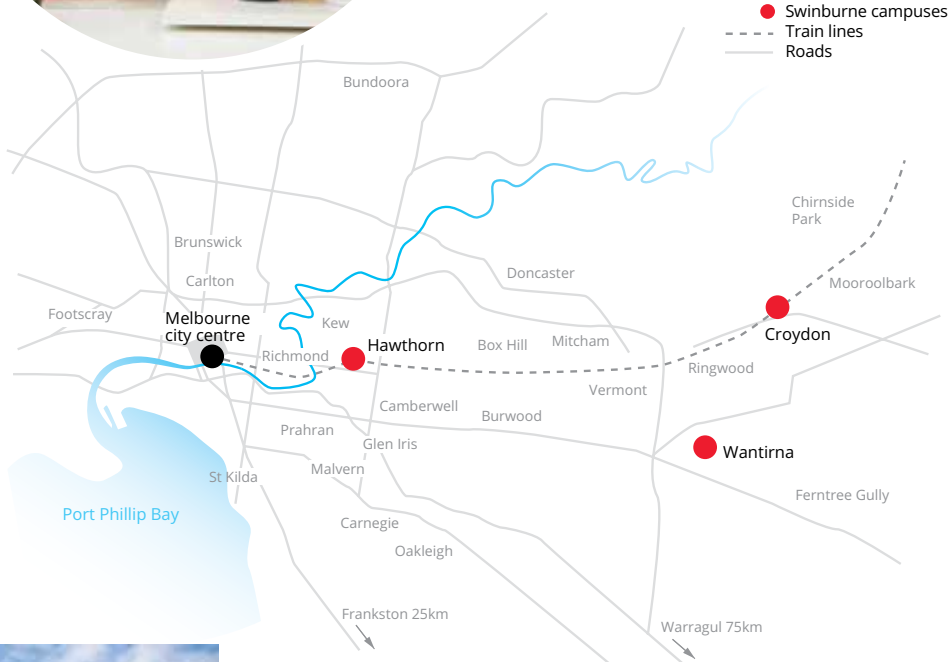 Swinburne campuses
Train lines
Roads
Bundoora
Chirnside
Park
Brunswick
Doncaster
Carlton
Mooroolbark
Footscray
Melbourne
city centre
Kew
Croydon
Hawthorn
Box Hill
Mitcham
Richmond
Ringwood
Vermont
Camberwell
Burwood
Prahran
Glen Iris
Wantirna
Malvern
St Kilda
Ferntree Gully
Port Phillip Bay
Carnegie
Oakleigh
Frankston 25km
Warragul 75km